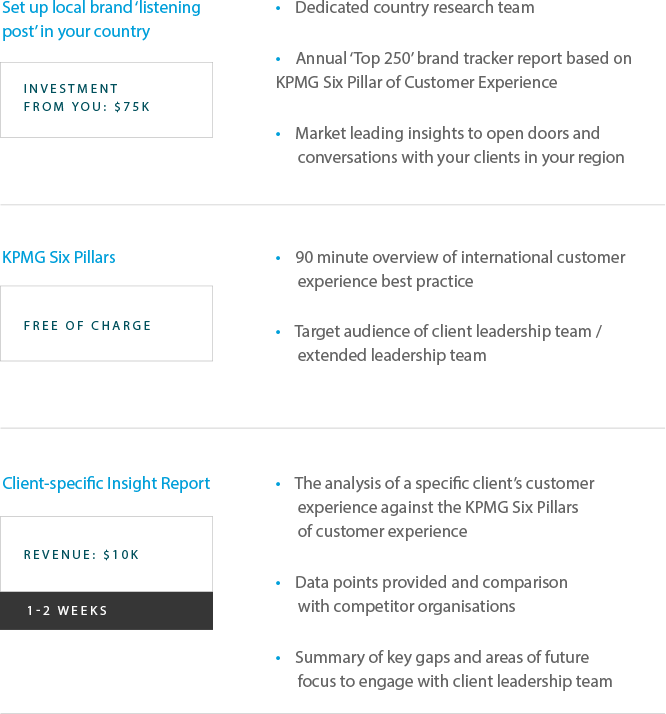 Set up local brand ‘listening
post’ in your country
INVESTMENT
FROM YOU: $75K
• Dedicated country research team
• Annual ‘Top 250’ brand tracker report based on
KPMG Six Pillar of Customer Experience
• Market leading insights to open doors and
conversations with your clients in your region
KPMG Six Pillars
FREE OF CHARGE
• 90 minute overview of international customer
experience best practice
• Target audience of client leadership team /
extended leadership team
Client-specific Insight Report
REVENUE: $10K
1-2 WEEKS
• The analysis of a specific client’s customer
experience against the KPMG Six Pillars
of customer experience
• Data points provided and comparison
with competitor organisations
• Summary of key gaps and areas of future
focus to engage with client leadership team